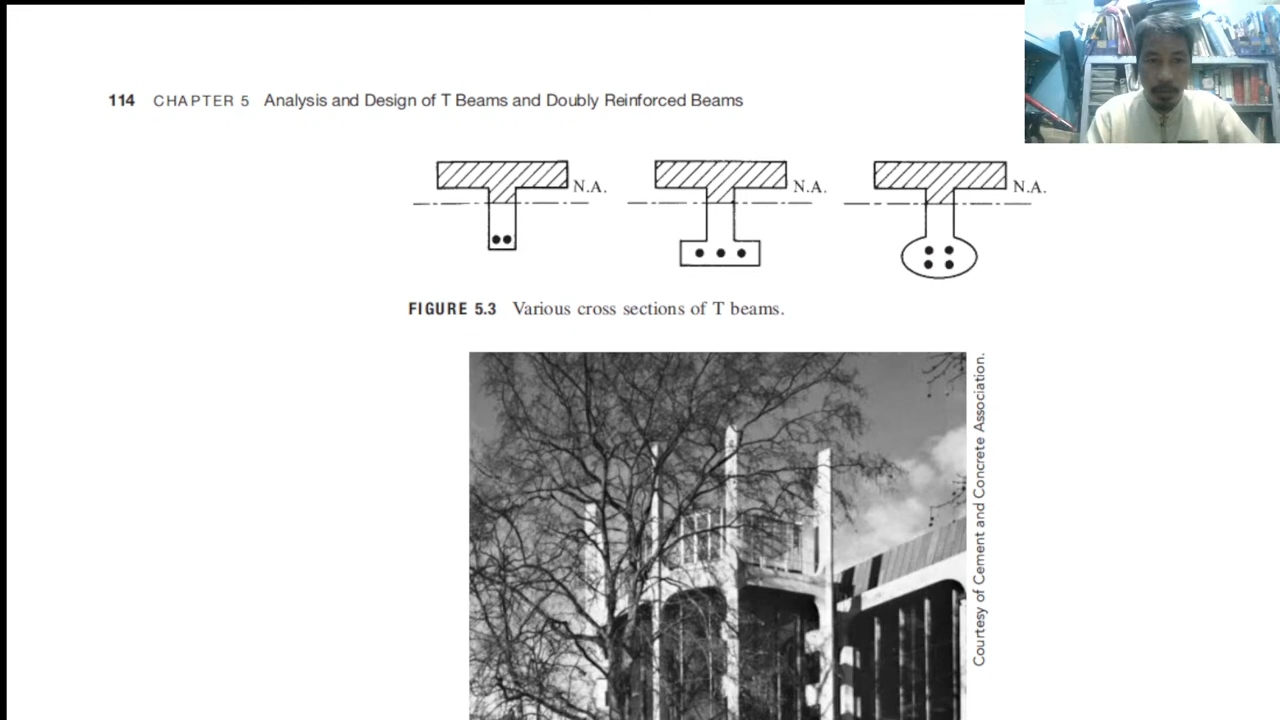 114 CHAPTER 5 Analysis and Design of T Beams and Doubly Reinforced Beams
N.A. N.A. N.A.
FIGURE 5.3 Various cross sections of T beams.
Courtesy of Cement and Concrete Association.